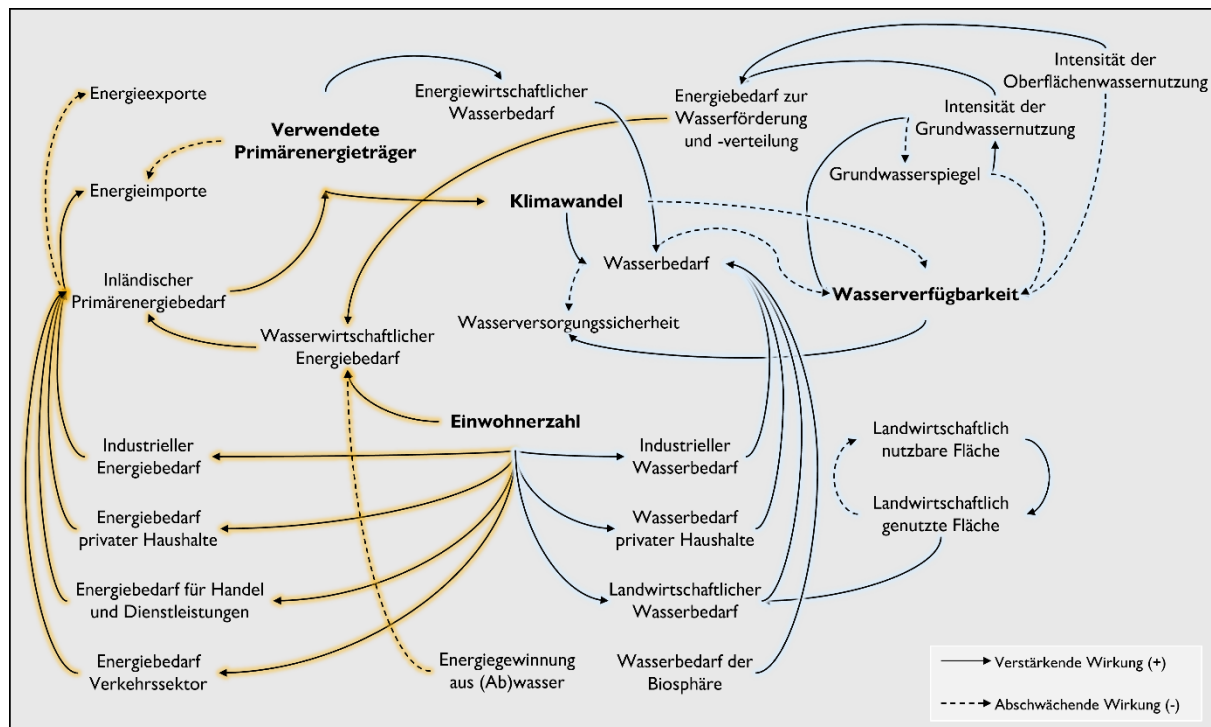 Energieexporte
Verwendete
Primärenergieträger
Energieimporte
Energiewirtschaftlicher
Wasserbedarf
Energiebedarf zur
Wasserförderung
und -verteilung
Intensität der
Oberflächenwassernutzung
Intensität der
Grundwassernutzung
Grundwasserspiegel
Klimawandel
Wasserbedarf
Wasserverfügbarkeit
Inländischer
Primärenergiebedarf
Wasserwirtschaftlicher
Energiebedarf
Wasserversorgungssicherheit
Einwohnerzahl
Industrieller
Energiebedarf
Industrieller
Wasserbedarf
Landwirtschaftlich
nutzbare Fläche
Energiebedarf
privater Haushalte
Wasserbedarf
privater Haushalte
Landwirtschaftlich
genutzte Fläche
Energiebedarf für Handel
und Dienstleistungen
Landwirtschaftlicher
Wasserbedarf
Energiebedarf
Verkehrssektor
Energiegewinnung
aus (Ab)wasser
Wasserbedarf der
Biosphäre
Verstärkende Wirkung (+)
Abschwächende Wirkung (-)